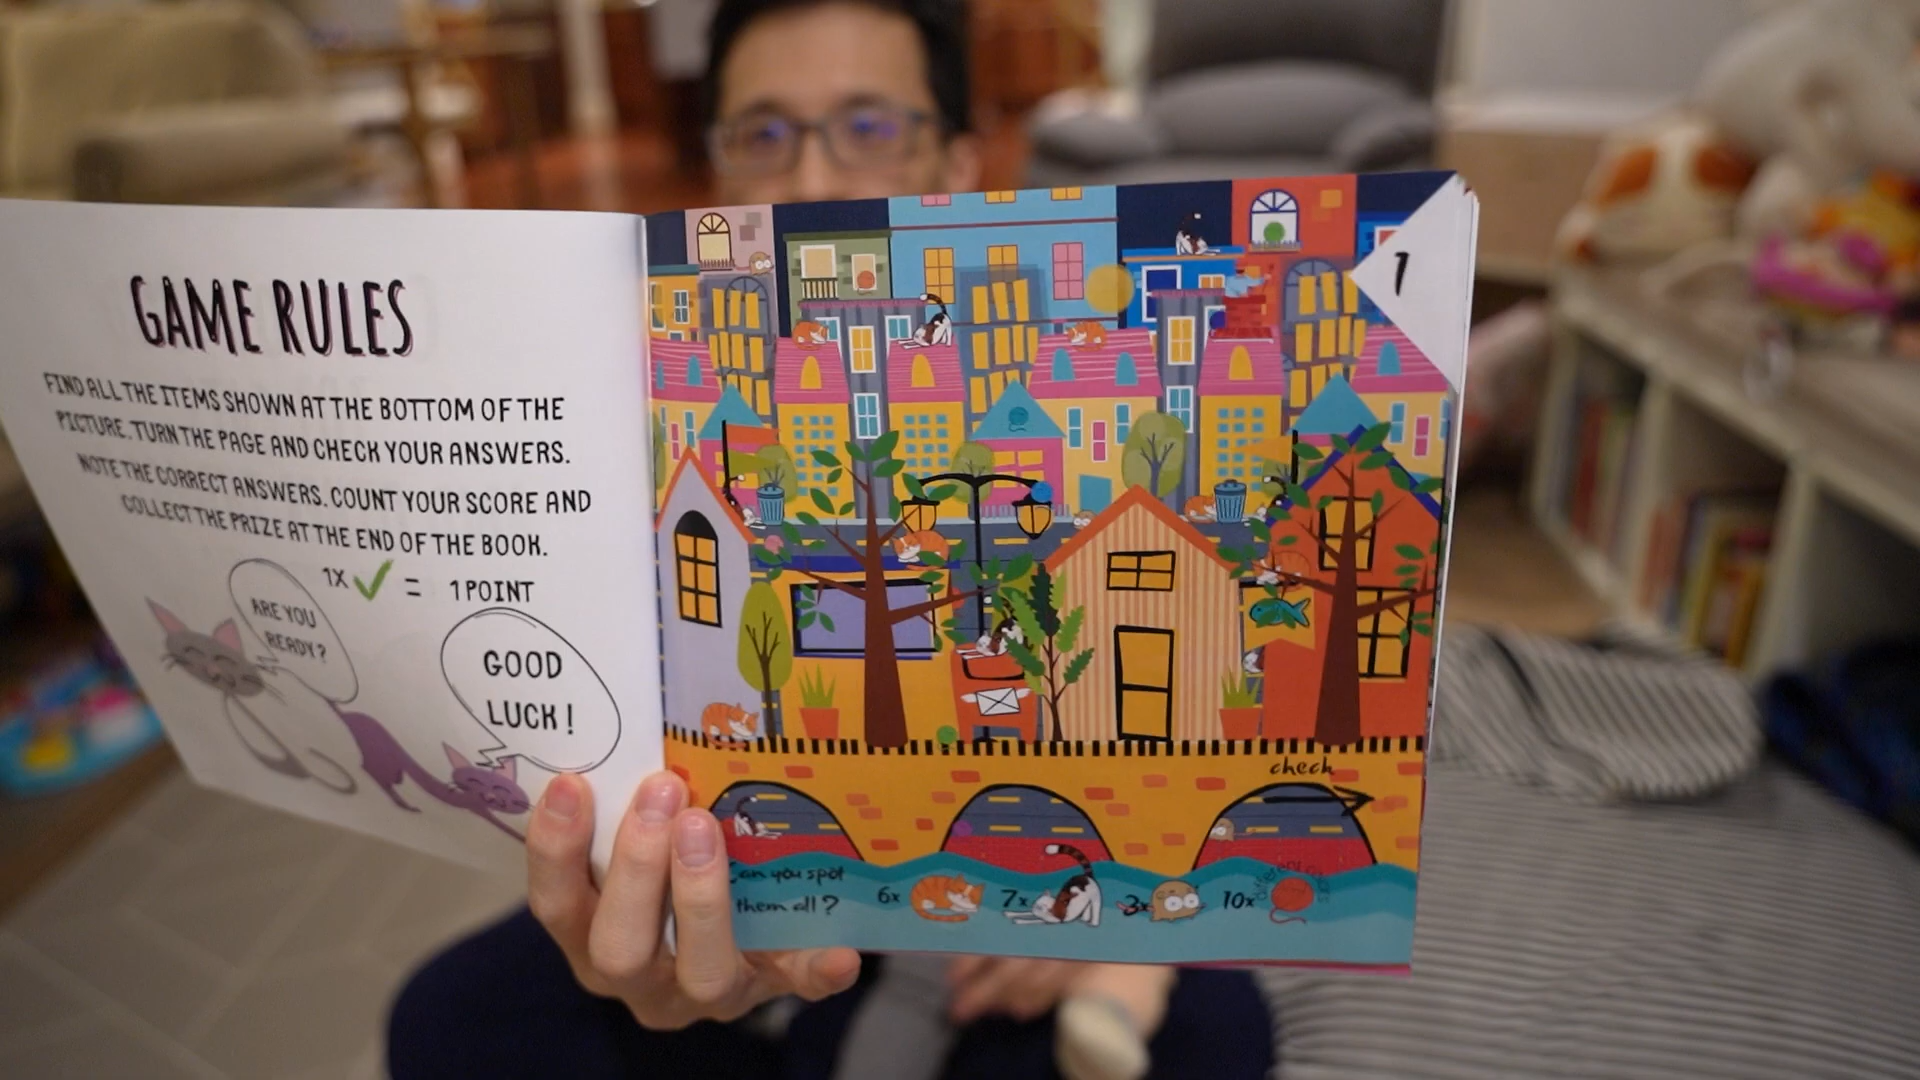 GAME RULES
FIND ALL THE ITEMS SHOWN AT THE BOTTOM OF THE
PICTURE. TURN THE PAGE AND CHECK YOUR ANSWERS.
NOTE THE CORRECT ANSWERS. COUNT YOUR SCORE AND
COLLECT THE PRIZE AT THE END OF THE BOOK.
1X ✓ = 1 POINT
ARE YOU
READY?
GOOD
LUCK!
1
check
Can you spot
them all?
6x
7x
3x
10x
different colors